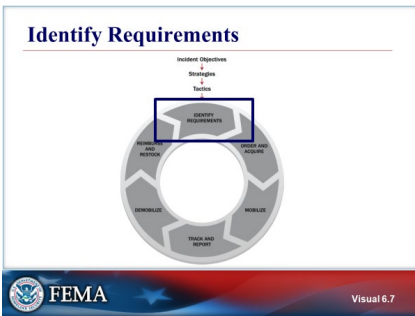 Identify Requirements
Incident Objectives
Strategies
Tactics
IDENTIFY
REQUIREMENTS
REIMBURSE
AND
RESTOCK
ORDER AND
ACQUIRE
DEMOBILIZE
MOBILIZE
TRACK AND
REPORT
FEMA
Visual 6.7